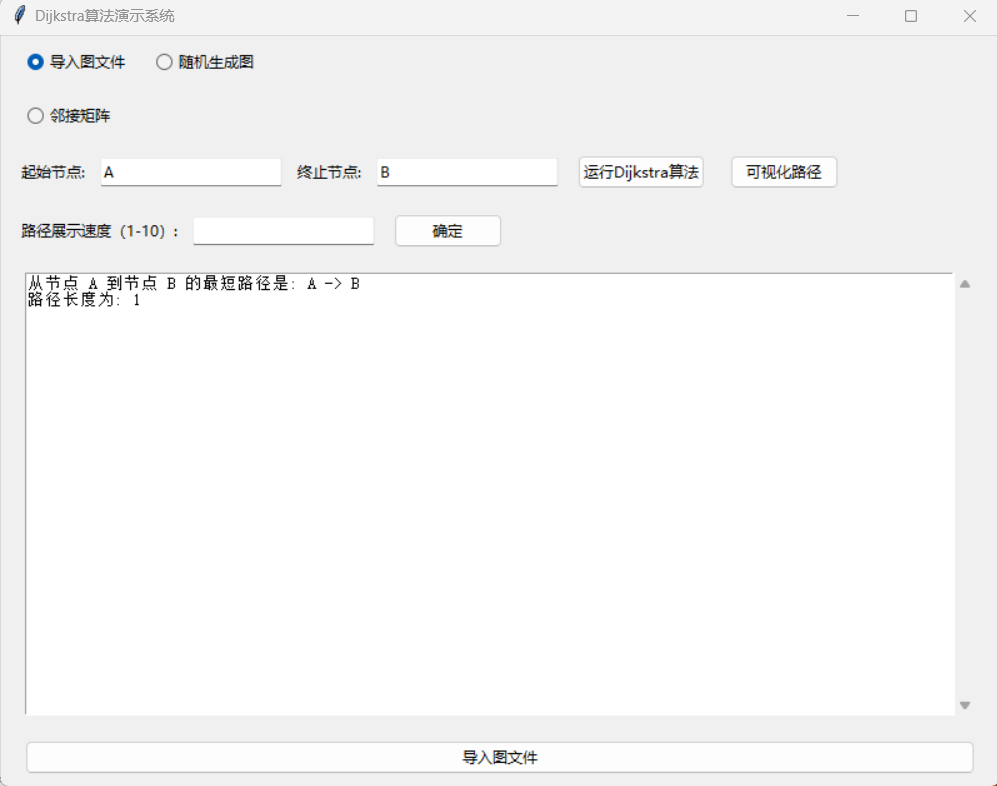 Dijkstra算法演示系统
导入图文件 随机生成图
邻接矩阵
起始节点: A 终止节点: B 运行Dijkstra算法 可视化路径
路径展示速度（1-10）: 确定
从节点 A 到节点 B 的最短路径是: A -> B
路径长度为: 1
导入图文件